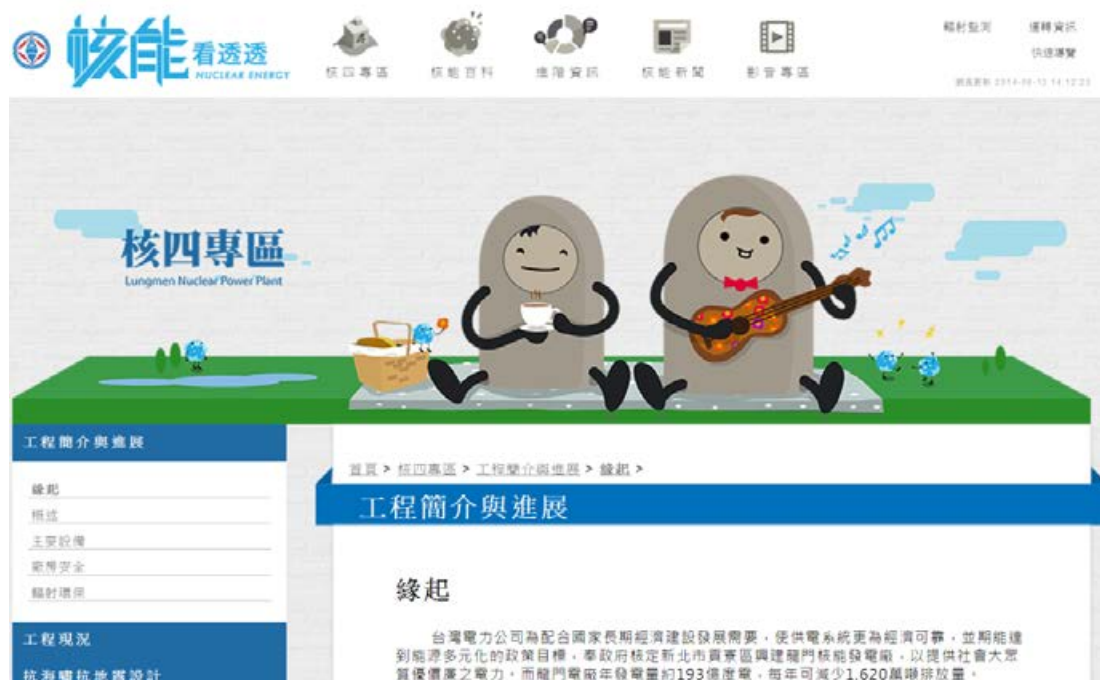 核能看透透
NUCLEAR ENERGY
核四專區
核能百科
進階資訊
核能新聞
影音專區
輻射監測
運轉資訊
快速導覽
核四專區
Lungmen Nuclear Power Plant
工程簡介與進展
緣起
概述
主要設備
廠房安全
輻射環保
工程現況
抗海嘯抗地震設計
首頁 > 核四專區 > 工程簡介與進展 > 緣起 >
工程簡介與進展
緣起
台灣電力公司為配合國家長期經濟建設發展需要，使供電系統更為經濟可靠，並期能達
到能源多元化的政策目標，奉政府核定新北市貢寮區興建龍門核能發電廠，以提供社會大眾
質優價廉之電力。而龍門電廠年發電量約193億度電，每年可減少1,620萬噸排放量。